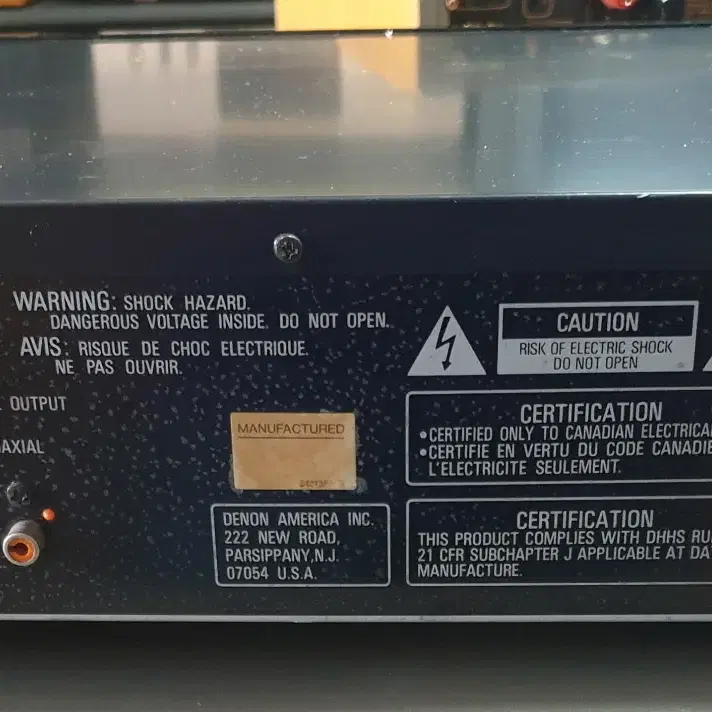 WARNING: SHOCK HAZARD.
DANGEROUS VOLTAGE INSIDE. DO NOT OPEN.
AVIS: RISQUE DE CHOC ELECTRIQUE.
NE PAS OUVRIR.
OUTPUT
AXIAL
CAUTION
RISK OF ELECTRIC SHOCK
DO NOT OPEN
MANUFACTURED
DENON AMERICA INC.
222 NEW ROAD,
PARSIPPANY, N.J.
07054 U.S.A.
CERTIFICATION
•CERTIFIED ONLY TO CANADIAN ELECTRICA
•CERTIFIE EN VERTU DU CODE CANADIE
L'ELECTRICITE SEULEMENT.
CERTIFICATION
THIS PRODUCT COMPLIES WITH DHHS RU
21 CFR SUBCHAPTER J APPLICABLE AT DA
MANUFACTURE.